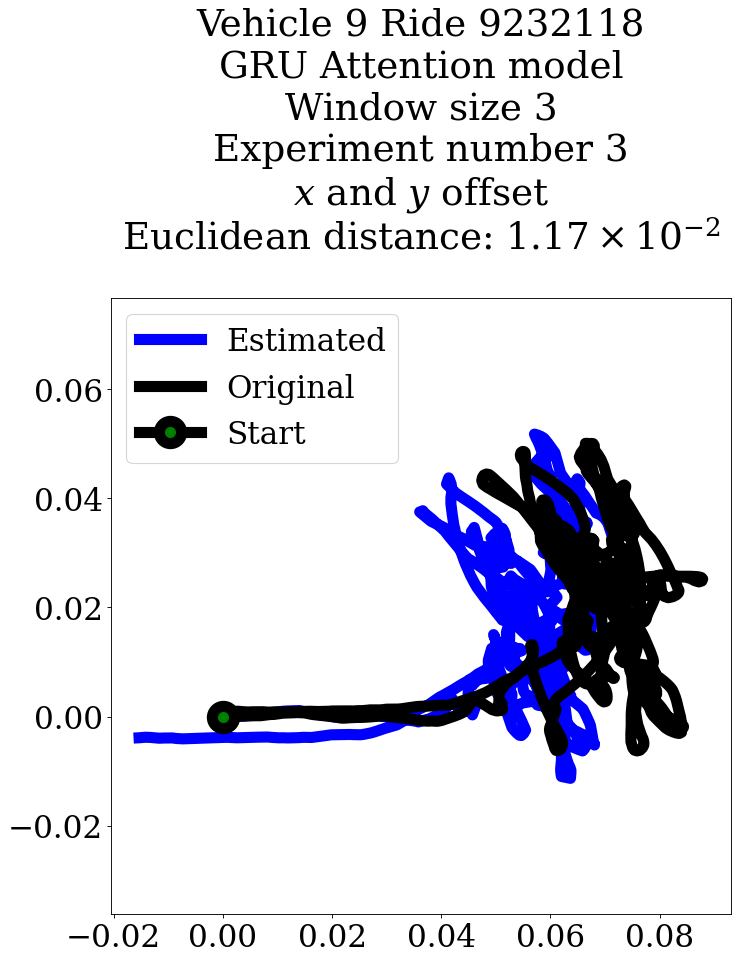 Vehicle 9 Ride 9232118
GRU Attention model
Window size 3
Experiment number 3
x and y offset
Euclidean distance: 1.17 × 10⁻²
Estimated
Original
Start
0.06
0.04
0.02
0.00
−0.02
−0.02 0.00 0.02 0.04 0.06 0.08